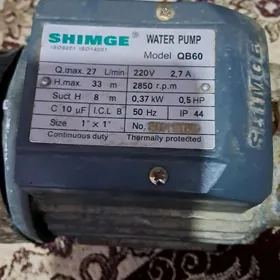 SHIMGE® WATER PUMP
ISO9001 ISO14001 Model QB60
Q.max. 27 L/min 220V 2,7 A
H.max. 33 m 2850 r.p.m
Suct H 8 m 0,37 kW 0,5 HP
C 10 uF I.CL B 50 Hz IP 44
Size 1" × 1" No.
Continuous duty Thermally protected